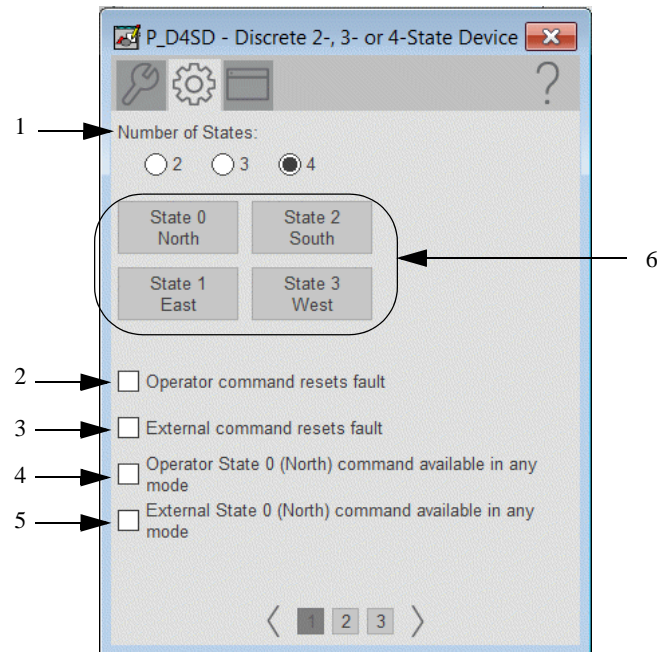 P_D4SD - Discrete 2-, 3- or 4-State Device
?
1
Number of States:
2 3 4
State 0 State 2
North South
6
State 1 State 3
East West
2
Operator command resets fault
3
External command resets fault
4
Operator State 0 (North) command available in any
mode
5
External State 0 (North) command available in any
mode
1 2 3